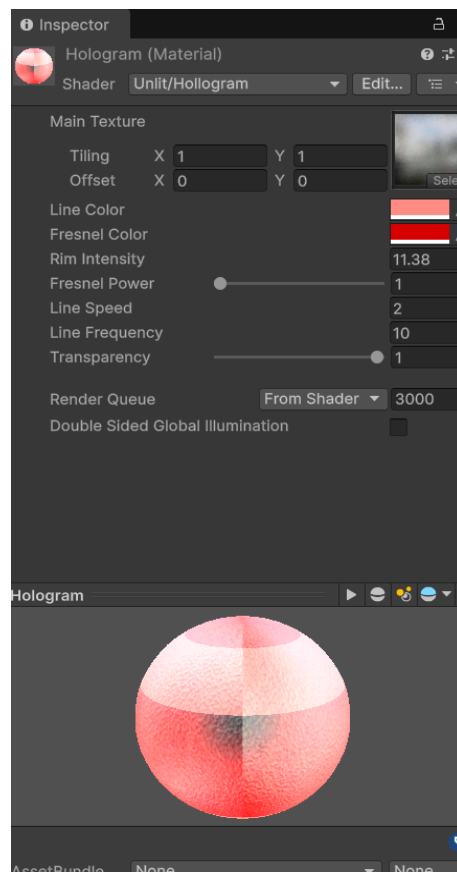 Inspector
Hologram (Material)
Shader Unlit/Hollogram Edit...
Main Texture
Tiling X 1 Y 1
Offset X 0 Y 0
Sele
Line Color
Fresnel Color
Rim Intensity 11.38
Fresnel Power 1
Line Speed 2
Line Frequency 10
Transparency 1
Render Queue From Shader 3000
Double Sided Global Illumination
Hologram
AssetBundle None None